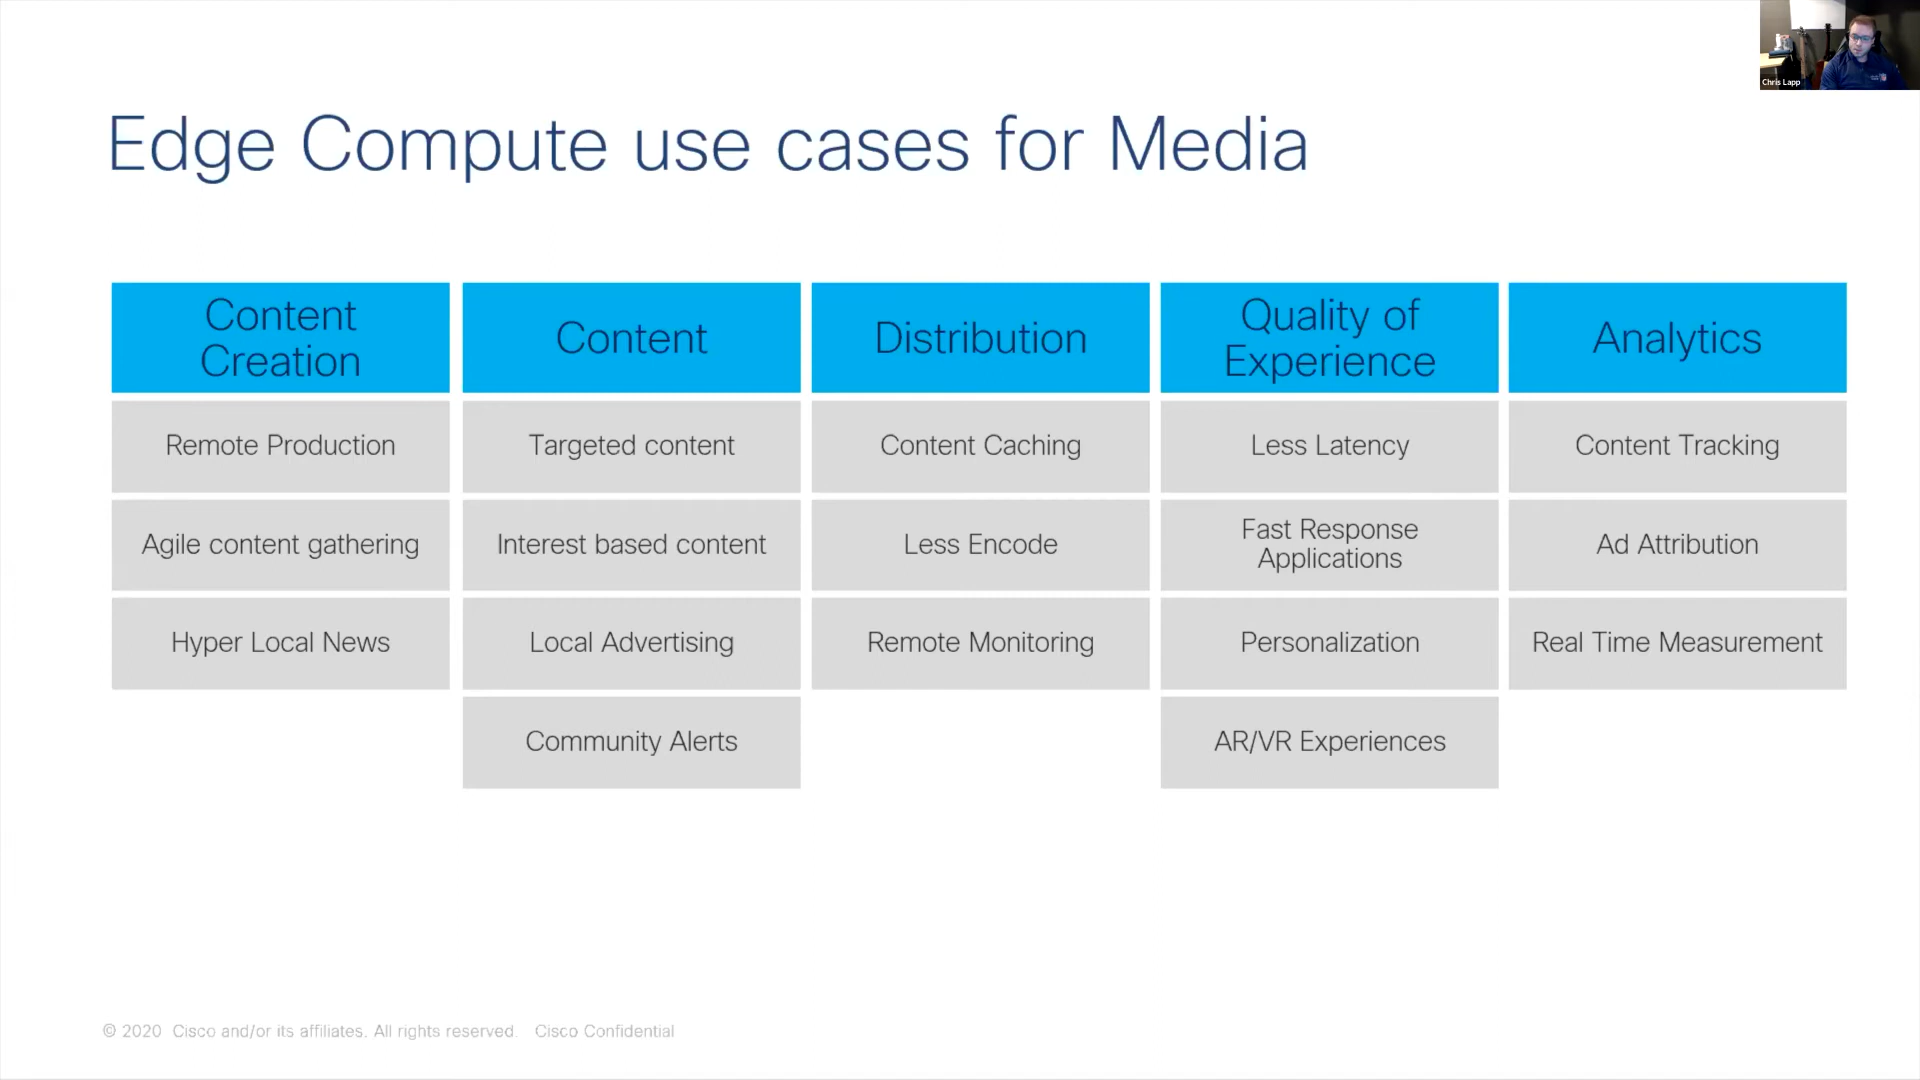 Chris Lapp
Edge Compute use cases for Media
Content
Creation
Remote Production
Agile content gathering
Hyper Local News
Content
Targeted content
Interest based content
Local Advertising
Community Alerts
Distribution
Content Caching
Less Encode
Remote Monitoring
Quality of
Experience
Less Latency
Fast Response
Applications
Personalization
AR/VR Experiences
Analytics
Content Tracking
Ad Attribution
Real Time Measurement
© 2020 Cisco and/or its affiliates. All rights reserved. Cisco Confidential